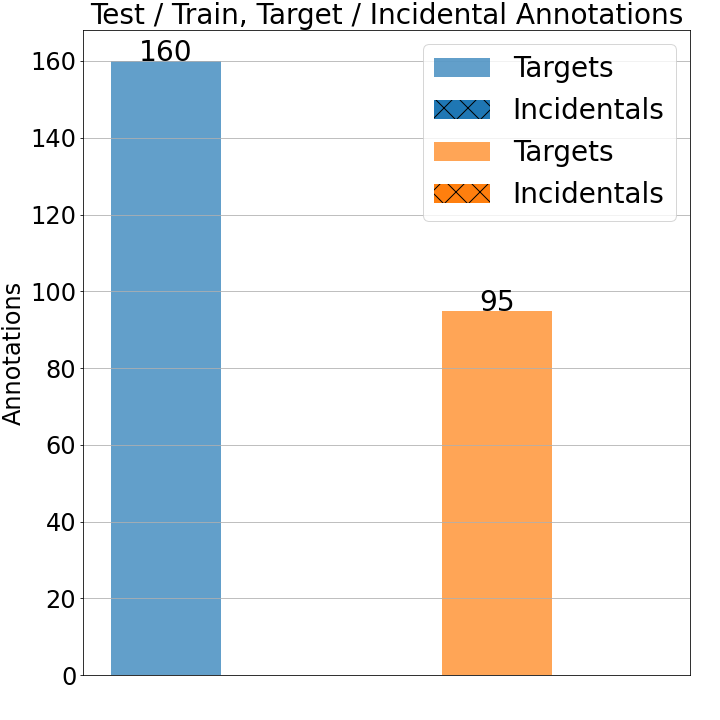 Test / Train, Target / Incidental Annotations
160
Targets
Incidentals
Targets
Incidentals
95
Annotations
160
140
120
100
80
60
40
20
0